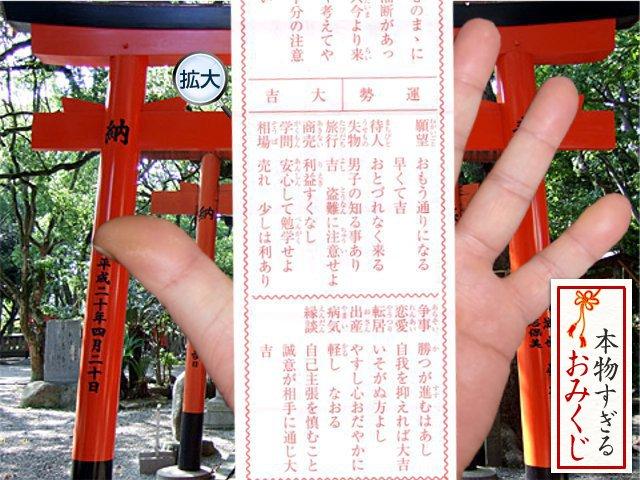 ものまゝに
油断があっ
只今より来
く考えてや
十分の注意
い
拡大
運勢 大吉
願望 おもう通りになる
早くて吉
待人 おとづれなく来る
失物 男子の知る事あり
旅行 吉 盗難に注意せよ
商売 利益すくなし
学問 安心して勉学せよ
相場 売れ 少しは利あり
争事 勝つが進むはあし
恋愛 自我を抑えれば大吉
転居 いそがぬ方よし
出産 やすし心おだやかに
病気 軽し なおる
縁談 自己主張を慎むこと
誠意が相手に通じ大
吉
納
平成二十年四月二十日
納
本物すぎる
おみくじ